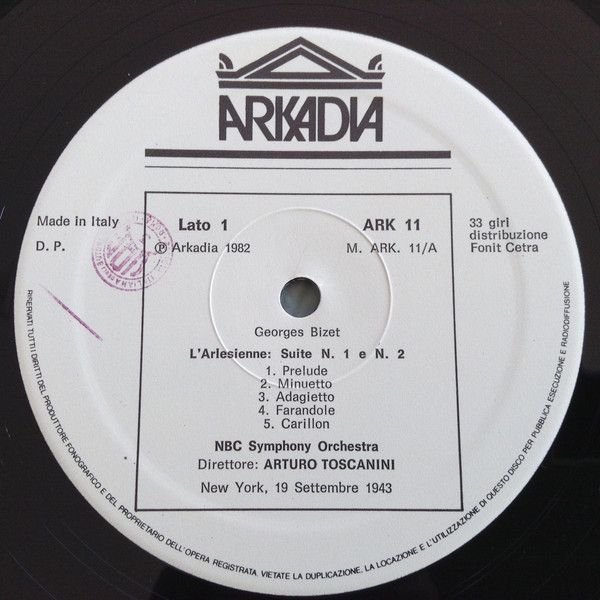 ARKADIA
Made in Italy
D. P.
Lato 1
ARK 11
℗ Arkadia 1982
M. ARK. 11/A
33 giri
distribuzione
Fonit Cetra
Georges Bizet
L'Arlesienne: Suite N. 1 e N. 2
1. Prelude
2. Minuetto
3. Adagietto
4. Farandole
5. Carillon
NBC Symphony Orchestra
Direttore: ARTURO TOSCANINI
New York, 19 Settembre 1943
RISERVATI TUTTI I DIRITTI DEL PRODUTTORE FONOGRAFICO E DEL PROPRIETARIO DELL'OPERA REGISTRATA. VIETATE LA DUPLICAZIONE, LA LOCAZIONE E L'UTILIZZAZIONE DI QUESTO DISCO PER PUBBLICA ESECUZIONE E RADIODIFFUSIONE